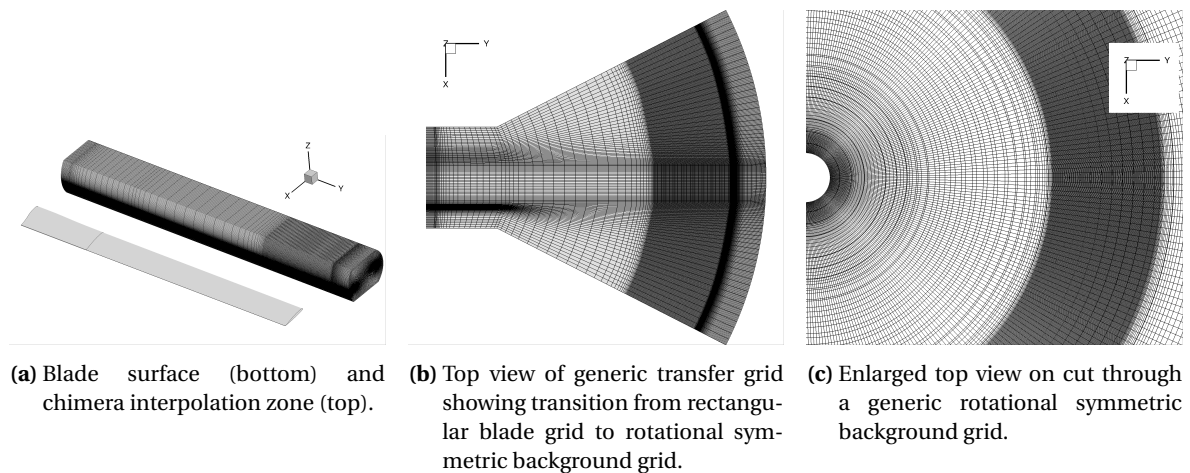 Z
X
Y
Z
Y
X
Z
Y
X
(a) Blade surface (bottom) and
chimera interpolation zone (top).
(b) Top view of generic transfer grid
showing transition from rectangu-
lar blade grid to rotational sym-
metric background grid.
(c) Enlarged top view on cut through
a generic rotational symmetric
background grid.